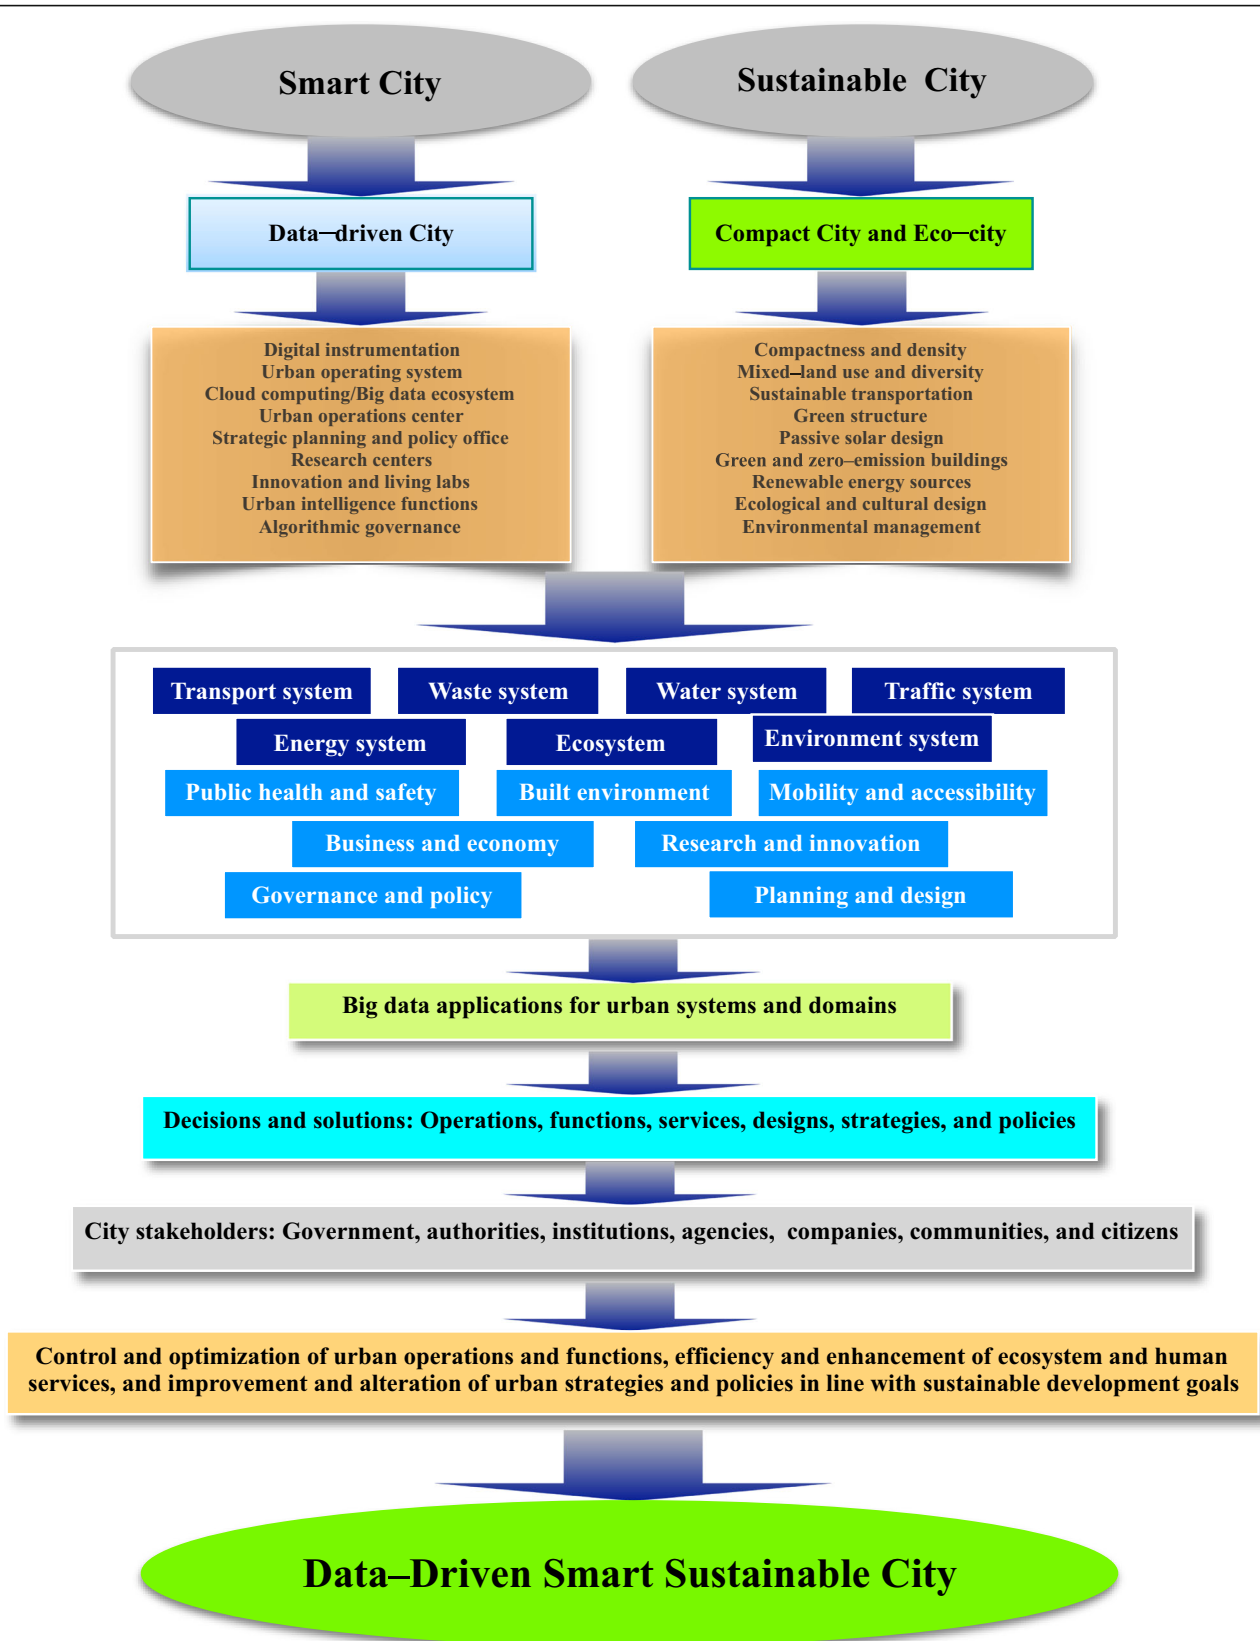 Smart City
Sustainable City
Data–driven City
Compact City and Eco–city
Digital instrumentation
Urban operating system
Cloud computing/Big data ecosystem
Urban operations center
Strategic planning and policy office
Research centers
Innovation and living labs
Urban intelligence functions
Algorithmic governance
Compactness and density
Mixed–land use and diversity
Sustainable transportation
Green structure
Passive solar design
Green and zero–emission buildings
Renewable energy sources
Ecological and cultural design
Environmental management
Transport system
Waste system
Water system
Traffic system
Energy system
Ecosystem
Environment system
Public health and safety
Built environment
Mobility and accessibility
Business and economy
Research and innovation
Governance and policy
Planning and design
Big data applications for urban systems and domains
Decisions and solutions: Operations, functions, services, designs, strategies, and policies
City stakeholders: Government, authorities, institutions, agencies, companies, communities, and citizens
Control and optimization of urban operations and functions, efficiency and enhancement of ecosystem and human
services, and improvement and alteration of urban strategies and policies in line with sustainable development goals
Data–Driven Smart Sustainable City